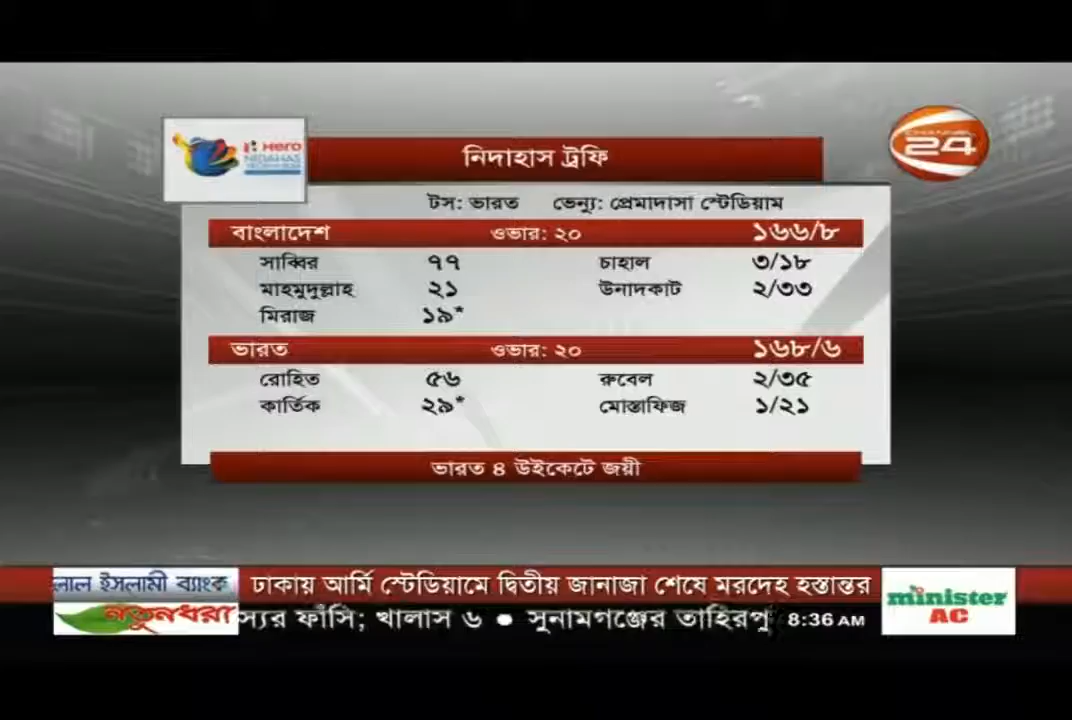 Hero
NIDAHAS
নিদাহাস ট্রফি
CHANNEL
24
টস: ভারত ভেন্যু: প্রেমাদাসা স্টেডিয়াম
বাংলাদেশ ওভার: ২০ ১৬৬/৮
সাব্বির ৭৭ চাহাল ৩/১৮
মাহমুদুল্লাহ ২১ উনাদকাট ২/৩৩
মিরাজ ১৯*
ভারত ওভার: ২০ ১৬৮/৬
রোহিত ৫৬ রুবেল ২/৩৫
কার্তিক ২৯* মোস্তাফিজ ১/২১
ভারত ৪ উইকেটে জয়ী
লাল ইসলামী ব্যাংক ঢাকায় আর্মি স্টেডিয়ামে দ্বিতীয় জানাজা শেষে মরদেহ হস্তান্তর
নতুনধরা স্যর ফাঁসি; খালাস ৬ ● সুনামগঞ্জের তাহিরপু 8:36 AM
minister
AC